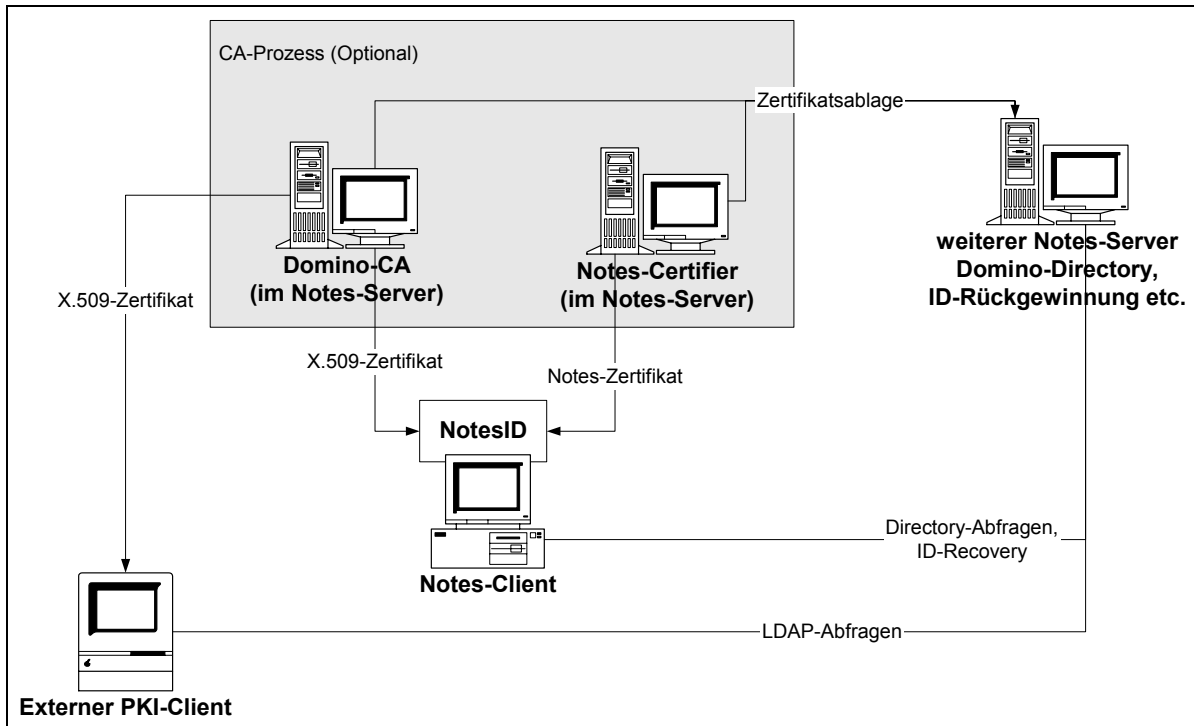 CA-Prozess (Optional)
Zertifikatsablage
Domino-CA
(im Notes-Server)
Notes-Certifier
(im Notes-Server)
weiterer Notes-Server
Domino-Directory,
ID-Rückgewinnung etc.
X.509-Zertifikat
X.509-Zertifikat
Notes-Zertifikat
NotesID
Directory-Abfragen,
ID-Recovery
Notes-Client
LDAP-Abfragen
Externer PKI-Client